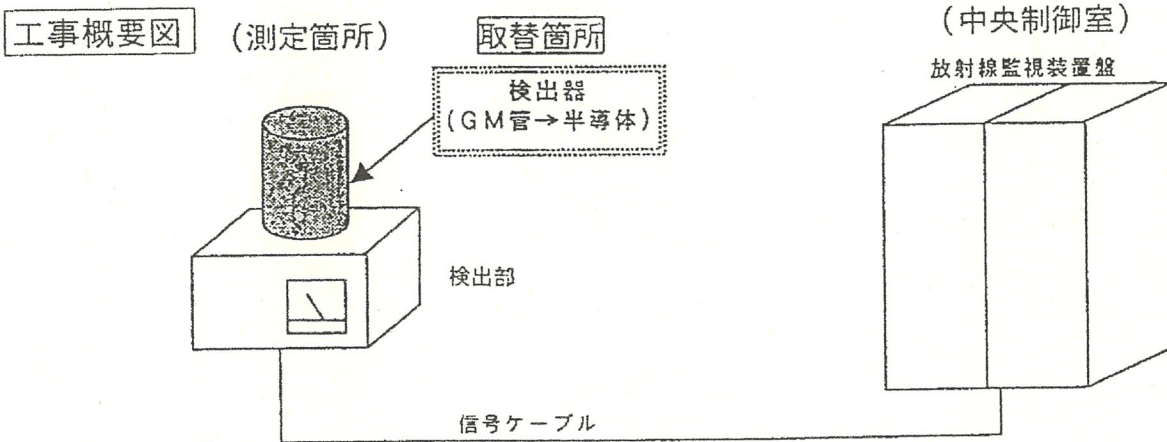 工事概要図
(測定箇所)
取替箇所
(中央制御室)
放射線監視装置盤
検出器
(GM管→半導体)
検出部
信号ケーブル